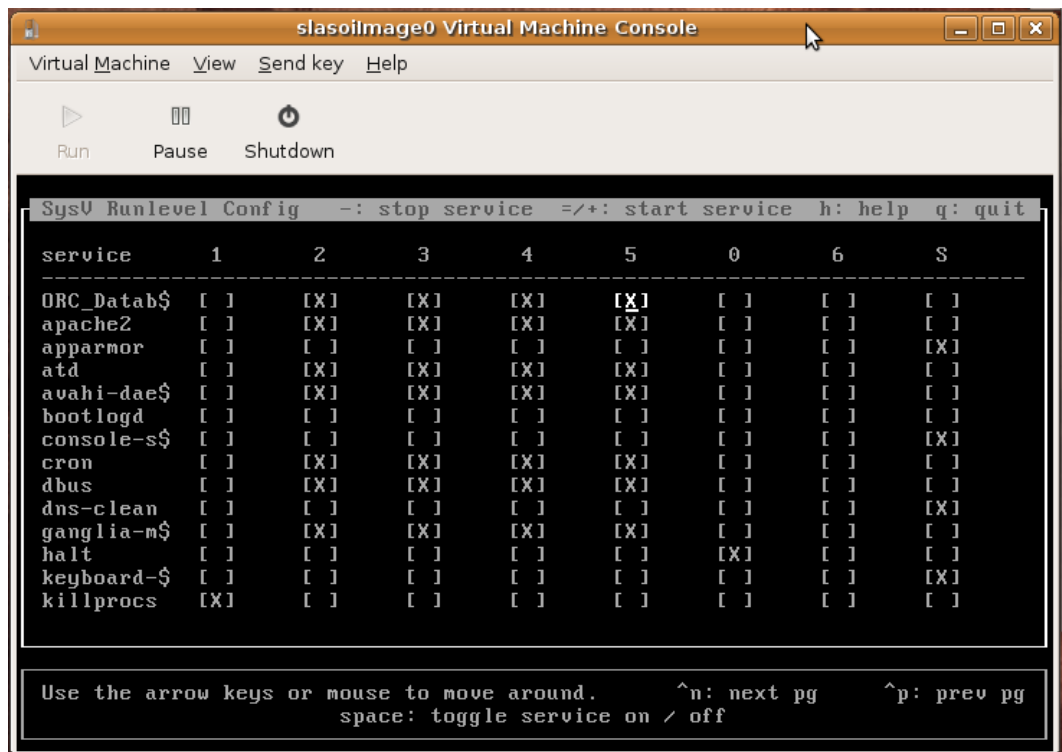 slasoiImage0 Virtual Machine Console
Virtual Machine View Send key Help
Run Pause Shutdown
SysV Runlevel Config -: stop service =/+: start service h: help q: quit
service 1 2 3 4 5 0 6 S
ORC_Datab$ [ ] [X] [X] [X] [X] [ ] [ ] [ ]
apache2 [ ] [X] [X] [X] [X] [ ] [ ] [ ]
apparmor [ ] [ ] [ ] [ ] [ ] [ ] [ ] [X]
atd [ ] [X] [X] [X] [X] [ ] [ ] [ ]
avahi-dae$ [ ] [X] [X] [X] [X] [ ] [ ] [ ]
bootlogd [ ] [ ] [ ] [ ] [ ] [ ] [ ] [ ]
console-s$ [ ] [ ] [ ] [ ] [ ] [ ] [ ] [X]
cron [ ] [X] [X] [X] [X] [ ] [ ] [ ]
dbus [ ] [X] [X] [X] [X] [ ] [ ] [ ]
dns-clean [ ] [ ] [ ] [ ] [ ] [ ] [ ] [X]
ganglia-m$ [ ] [X] [X] [X] [X] [ ] [ ] [ ]
halt [ ] [ ] [ ] [ ] [ ] [X] [ ] [ ]
keyboard-$ [ ] [ ] [ ] [ ] [ ] [ ] [ ] [X]
killprocs [X] [ ] [ ] [ ] [ ] [ ] [ ] [ ]
Use the arrow keys or mouse to move around. ^n: next pg ^p: prev pg
space: toggle service on / off